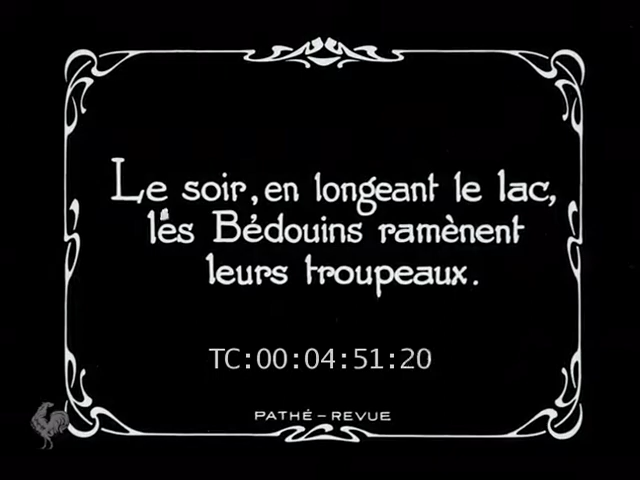 Le soir, en longeant le lac,
les Bédouins ramènent
leurs troupeaux.
TC:00:04:51:20
PATHÉ – REVUE